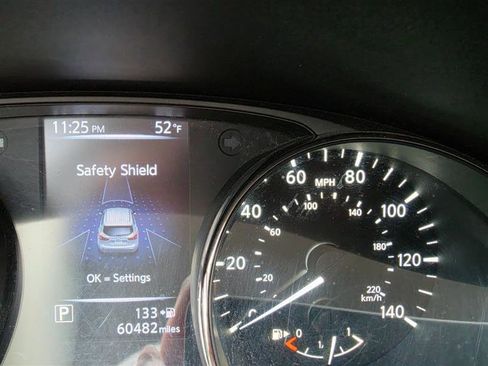 11:25 PM 52°F
Safety Shield
OK = Settings
P 133
60482 miles
0 20 40 60 80 100 120 140
MPH
20 60 100 140 180 220
km/h
0 1